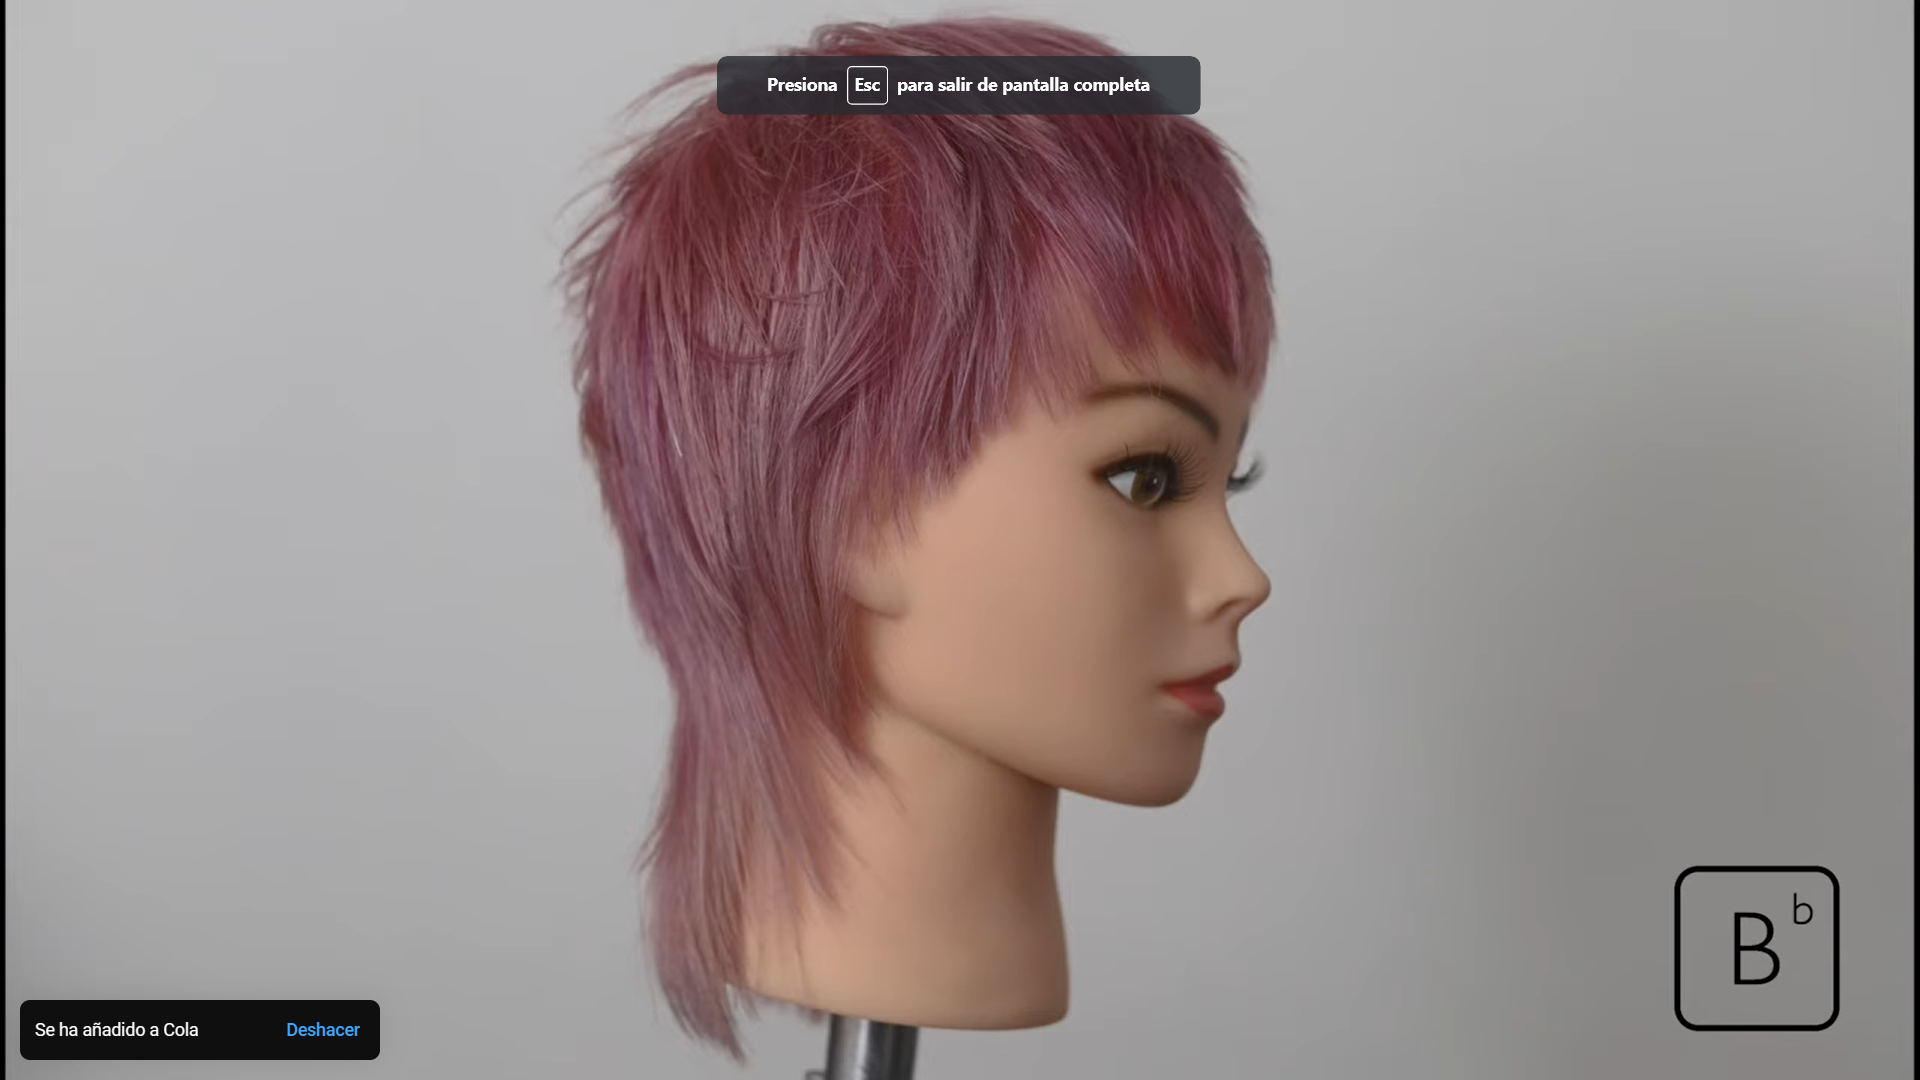 Presiona Esc para salir de pantalla completa
B b
Se ha añadido a Cola Deshacer